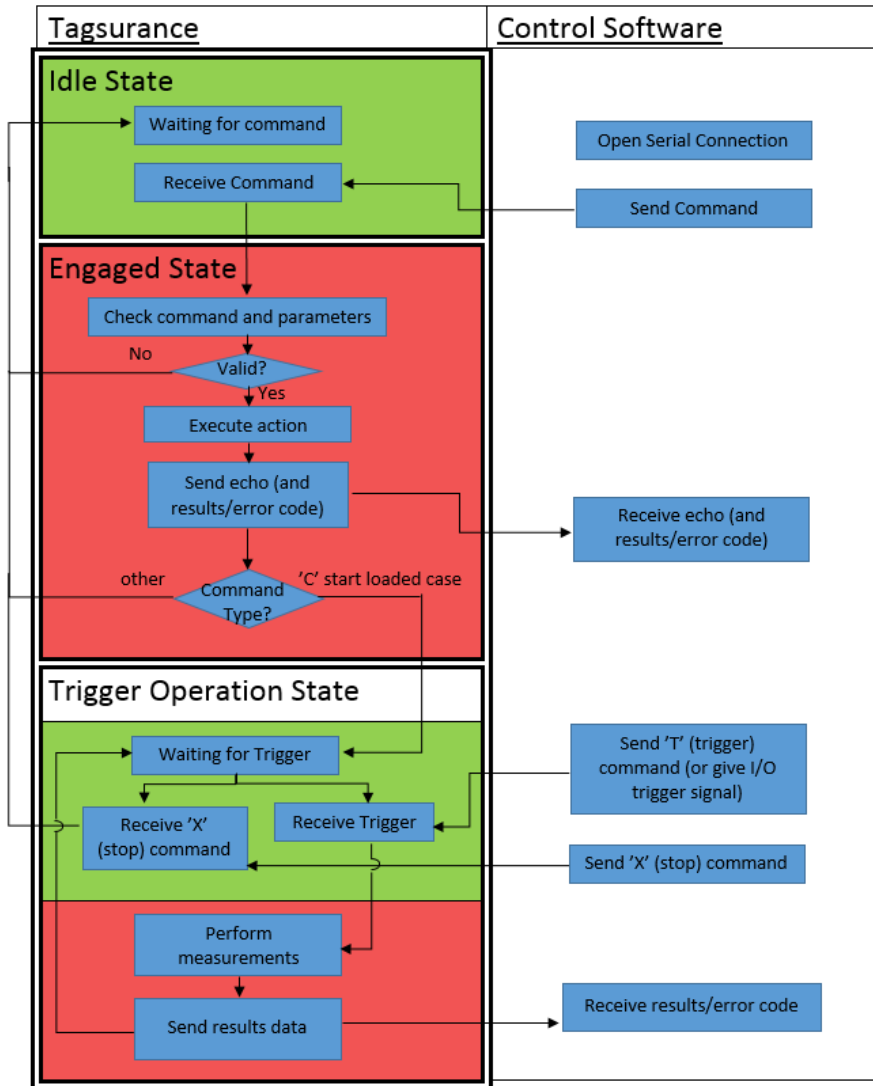 Tagsurance
Control Software
Idle State
Waiting for command
Open Serial Connection
Receive Command
Send Command
Engaged State
Check command and parameters
No
Valid?
Yes
Execute action
Send echo (and
results/error code)
Receive echo (and
results/error code)
other
'C' start loaded case
Command
Type?
Trigger Operation State
Waiting for Trigger
Send 'T' (trigger)
command (or give I/O
trigger signal)
Receive 'X'
(stop) command
Receive Trigger
Send 'X' (stop) command
Perform
measurements
Send results data
Receive results/error code